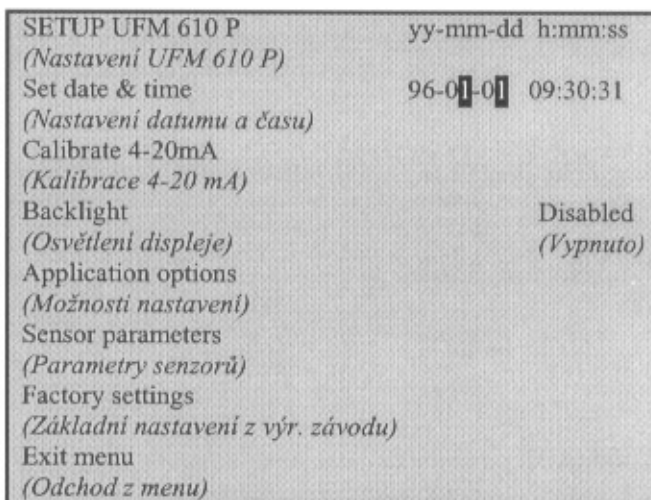 SETUP UFM 610 P yy-mm-dd h:mm:ss
(Nastavení UFM 610 P)
Set date & time 96-01-01 09:30:31
(Nastavení datumu a času)
Calibrate 4-20mA
(Kalibrace 4-20 mA)
Backlight Disabled
(Osvětlení displeje) (Vypnuto)
Application options
(Možnosti nastavení)
Sensor parameters
(Parametry senzorů)
Factory settings
(Základní nastavení z výr. závodu)
Exit menu
(Odchod z menu)